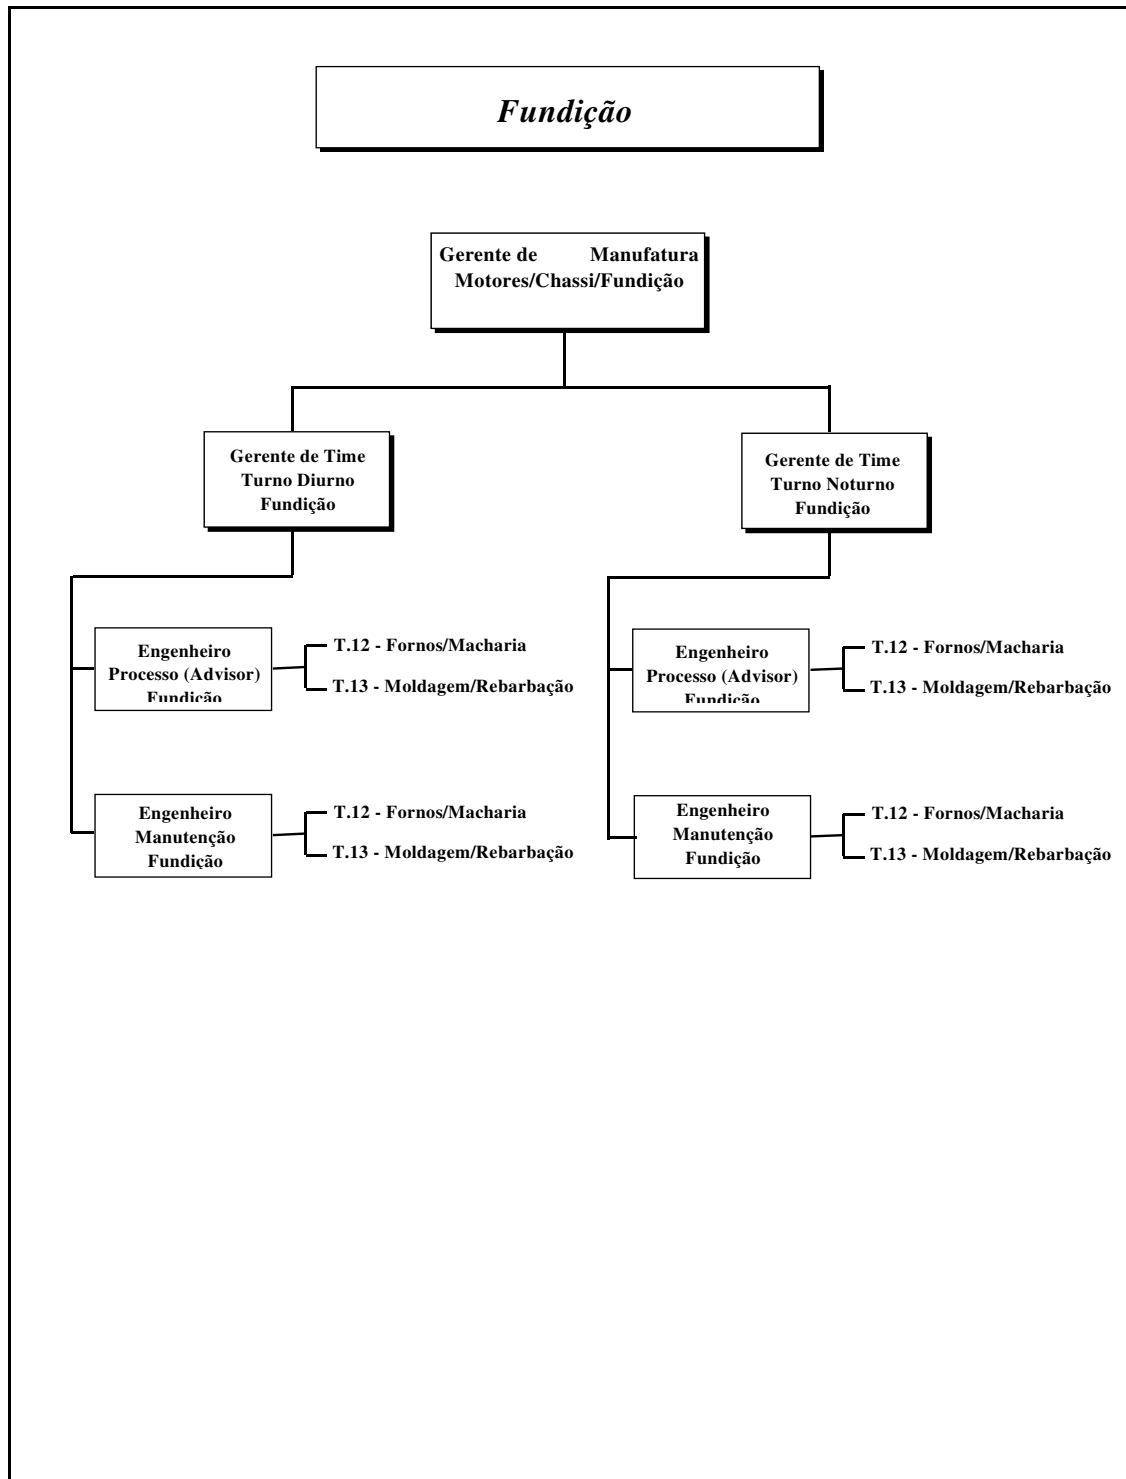 Fundição
Gerente de Manufatura
Motores/Chassi/Fundição
Gerente de Time
Turno Diurno
Fundição
Gerente de Time
Turno Noturno
Fundição
Engenheiro
Processo (Advisor)
Fundição
T.12 - Fornos/Macharia
T.13 - Moldagem/Rebarbação
Engenheiro
Processo (Advisor)
Fundição
T.12 - Fornos/Macharia
T.13 - Moldagem/Rebarbação
Engenheiro
Manutenção
Fundição
T.12 - Fornos/Macharia
T.13 - Moldagem/Rebarbação
Engenheiro
Manutenção
Fundição
T.12 - Fornos/Macharia
T.13 - Moldagem/Rebarbação